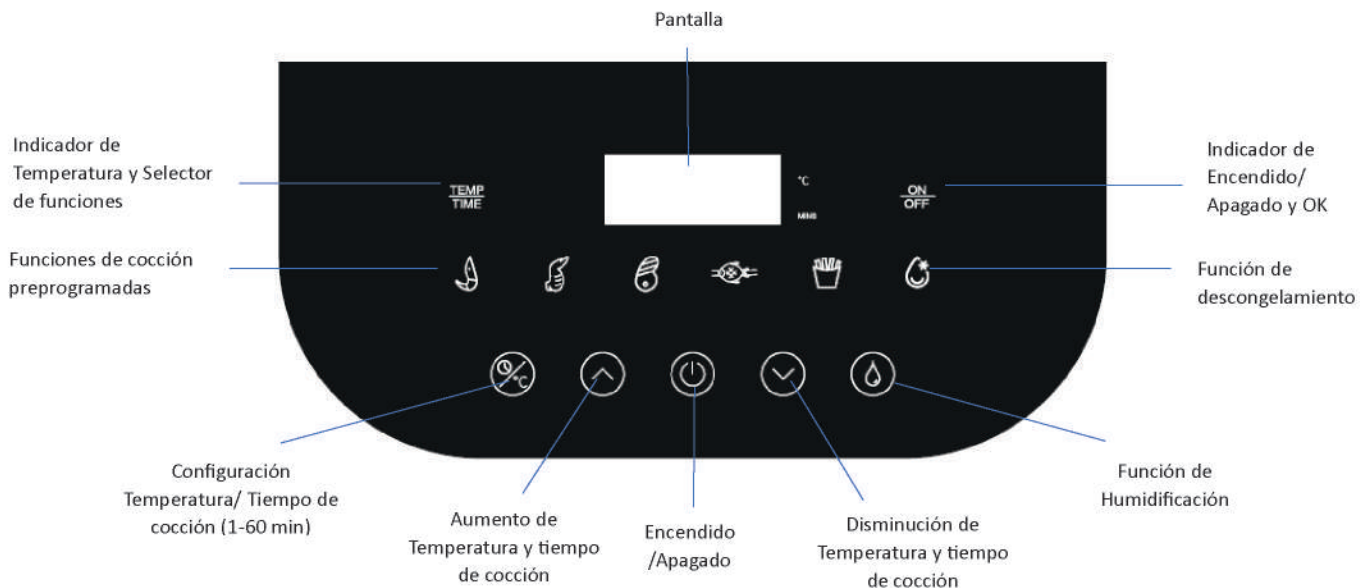 Pantalla
Indicador de
Temperatura y Selector
de funciones
TEMP
TIME
°C
MINS
ON
OFF
Indicador de
Encendido/
Apagado y OK
Funciones de cocción
preprogramadas
Función de
descongelamiento
°C
Configuración
Temperatura/ Tiempo de
cocción (1-60 min)
Aumento de
Temperatura y tiempo
de cocción
Encendido
/Apagado
Disminución de
Temperatura y tiempo
de cocción
Función de
Humidificación